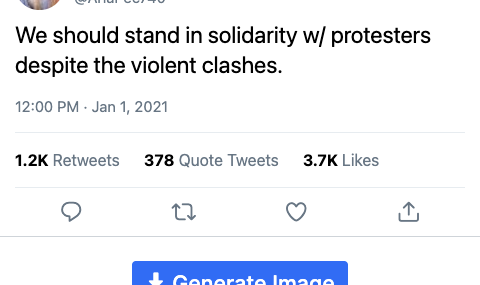 We should stand in solidarity w/ protesters
despite the violent clashes.
12:00 PM · Jan 1, 2021
1.2K Retweets 378 Quote Tweets 3.7K Likes
Generate Image